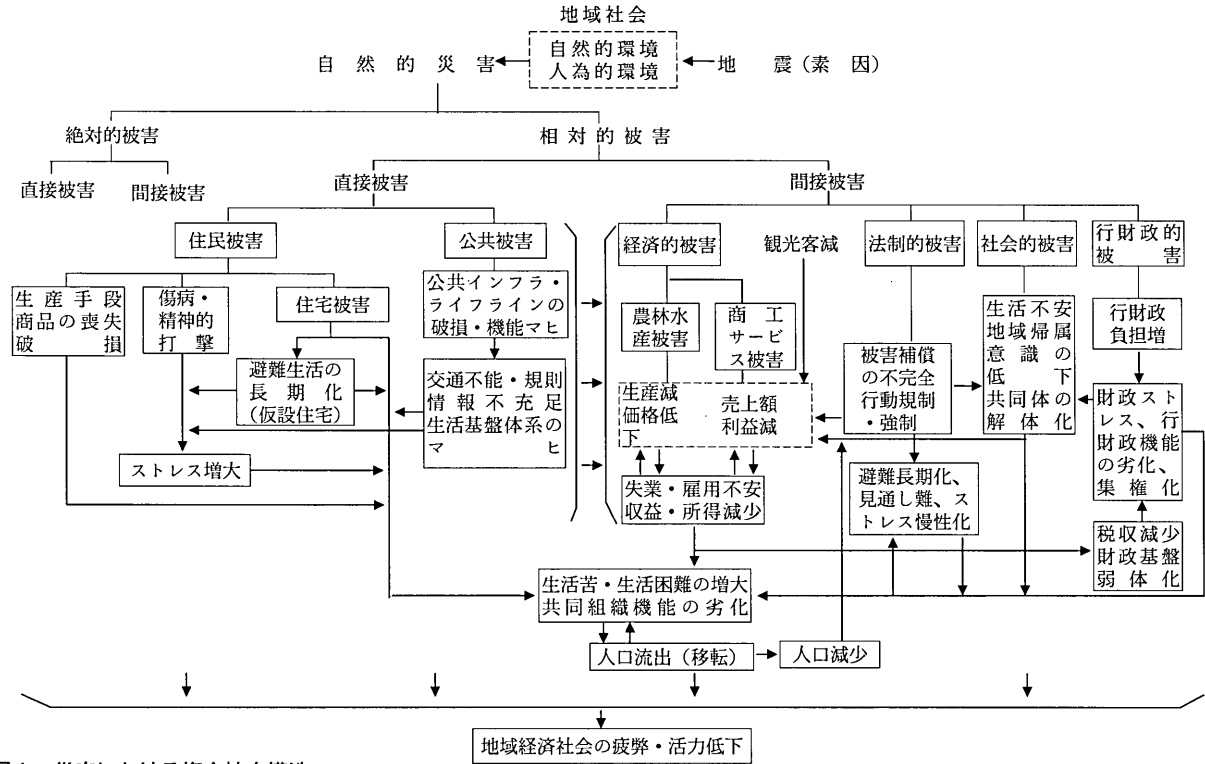 地域社会
自然的災害
自然的環境
人為的環境
地震（素因）
絶対的被害
相対的被害
直接被害
間接被害
直接被害
間接被害
住民被害
公共被害
経済的被害
観光客減
法制的被害
社会的被害
行財政的
被害
生産手段
商品の喪失
破損
傷病・
精神的
打撃
住宅被害
公共インフラ・
ライフラインの
破損・機能マヒ
農林水
産被害
商工
サービ
ス被害
生活不安
地域帰属
意識の
低下
共同体の
解体化
行財政
負担増
避難生活の
長期化
（仮設住宅）
交通不能・規則
情報不充足
生活基盤体系の
マヒ
生産減
価格低
下
売上額
利益減
被害補償
の不完全
行動規制
・強制
財政スト
レス、行
財政機能
の劣化、
集権化
ストレス増大
失業・雇用不安
収益・所得減少
避難長期化、
見通し難、ス
トレス慢性化
税収減少
財政基盤
弱体化
生活苦・生活困難の増大
共同組織機能の劣化
人口流出（移転）
人口減少
地域経済社会の疲弊・活力低下